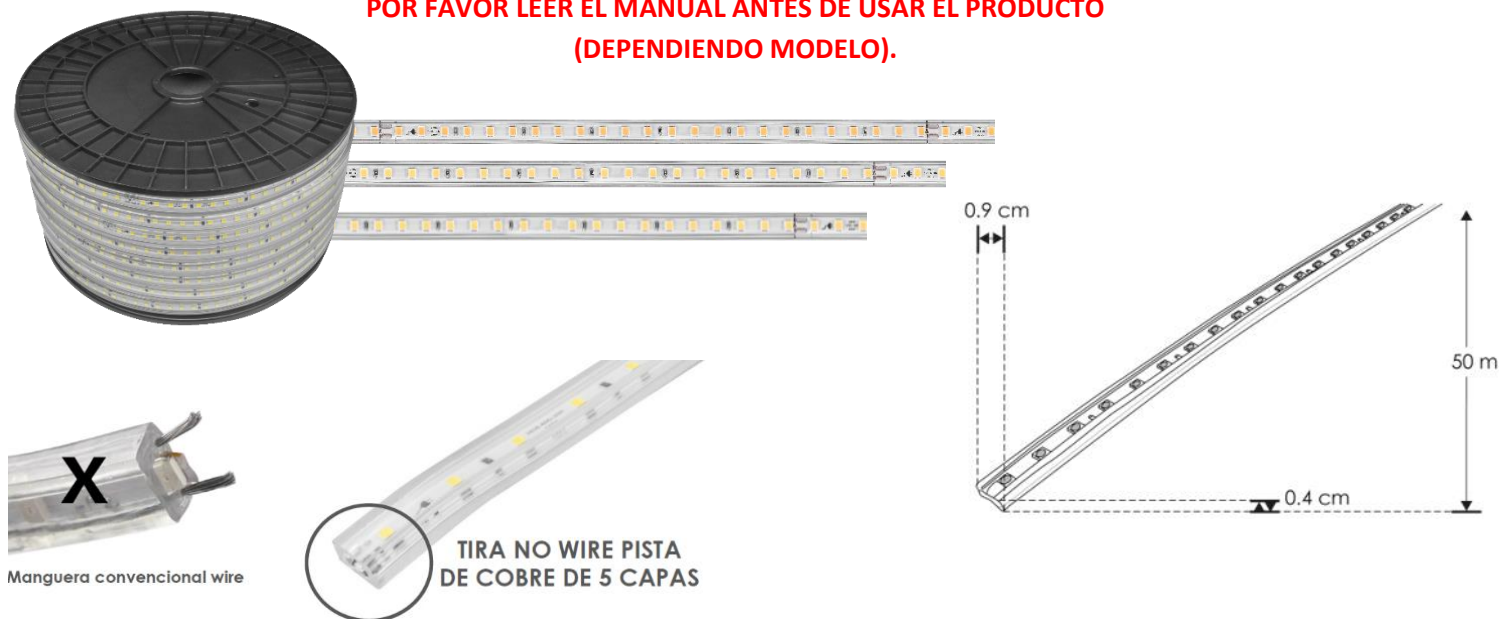 POR FAVOR LEER EL MANUAL ANTES DE USAR EL PRODUCTO
(DEPENDIENDO MODELO).
0.9 cm
50 m
0.4 cm
X
Manguera convencional wire
TIRA NO WIRE PISTA
DE COBRE DE 5 CAPAS